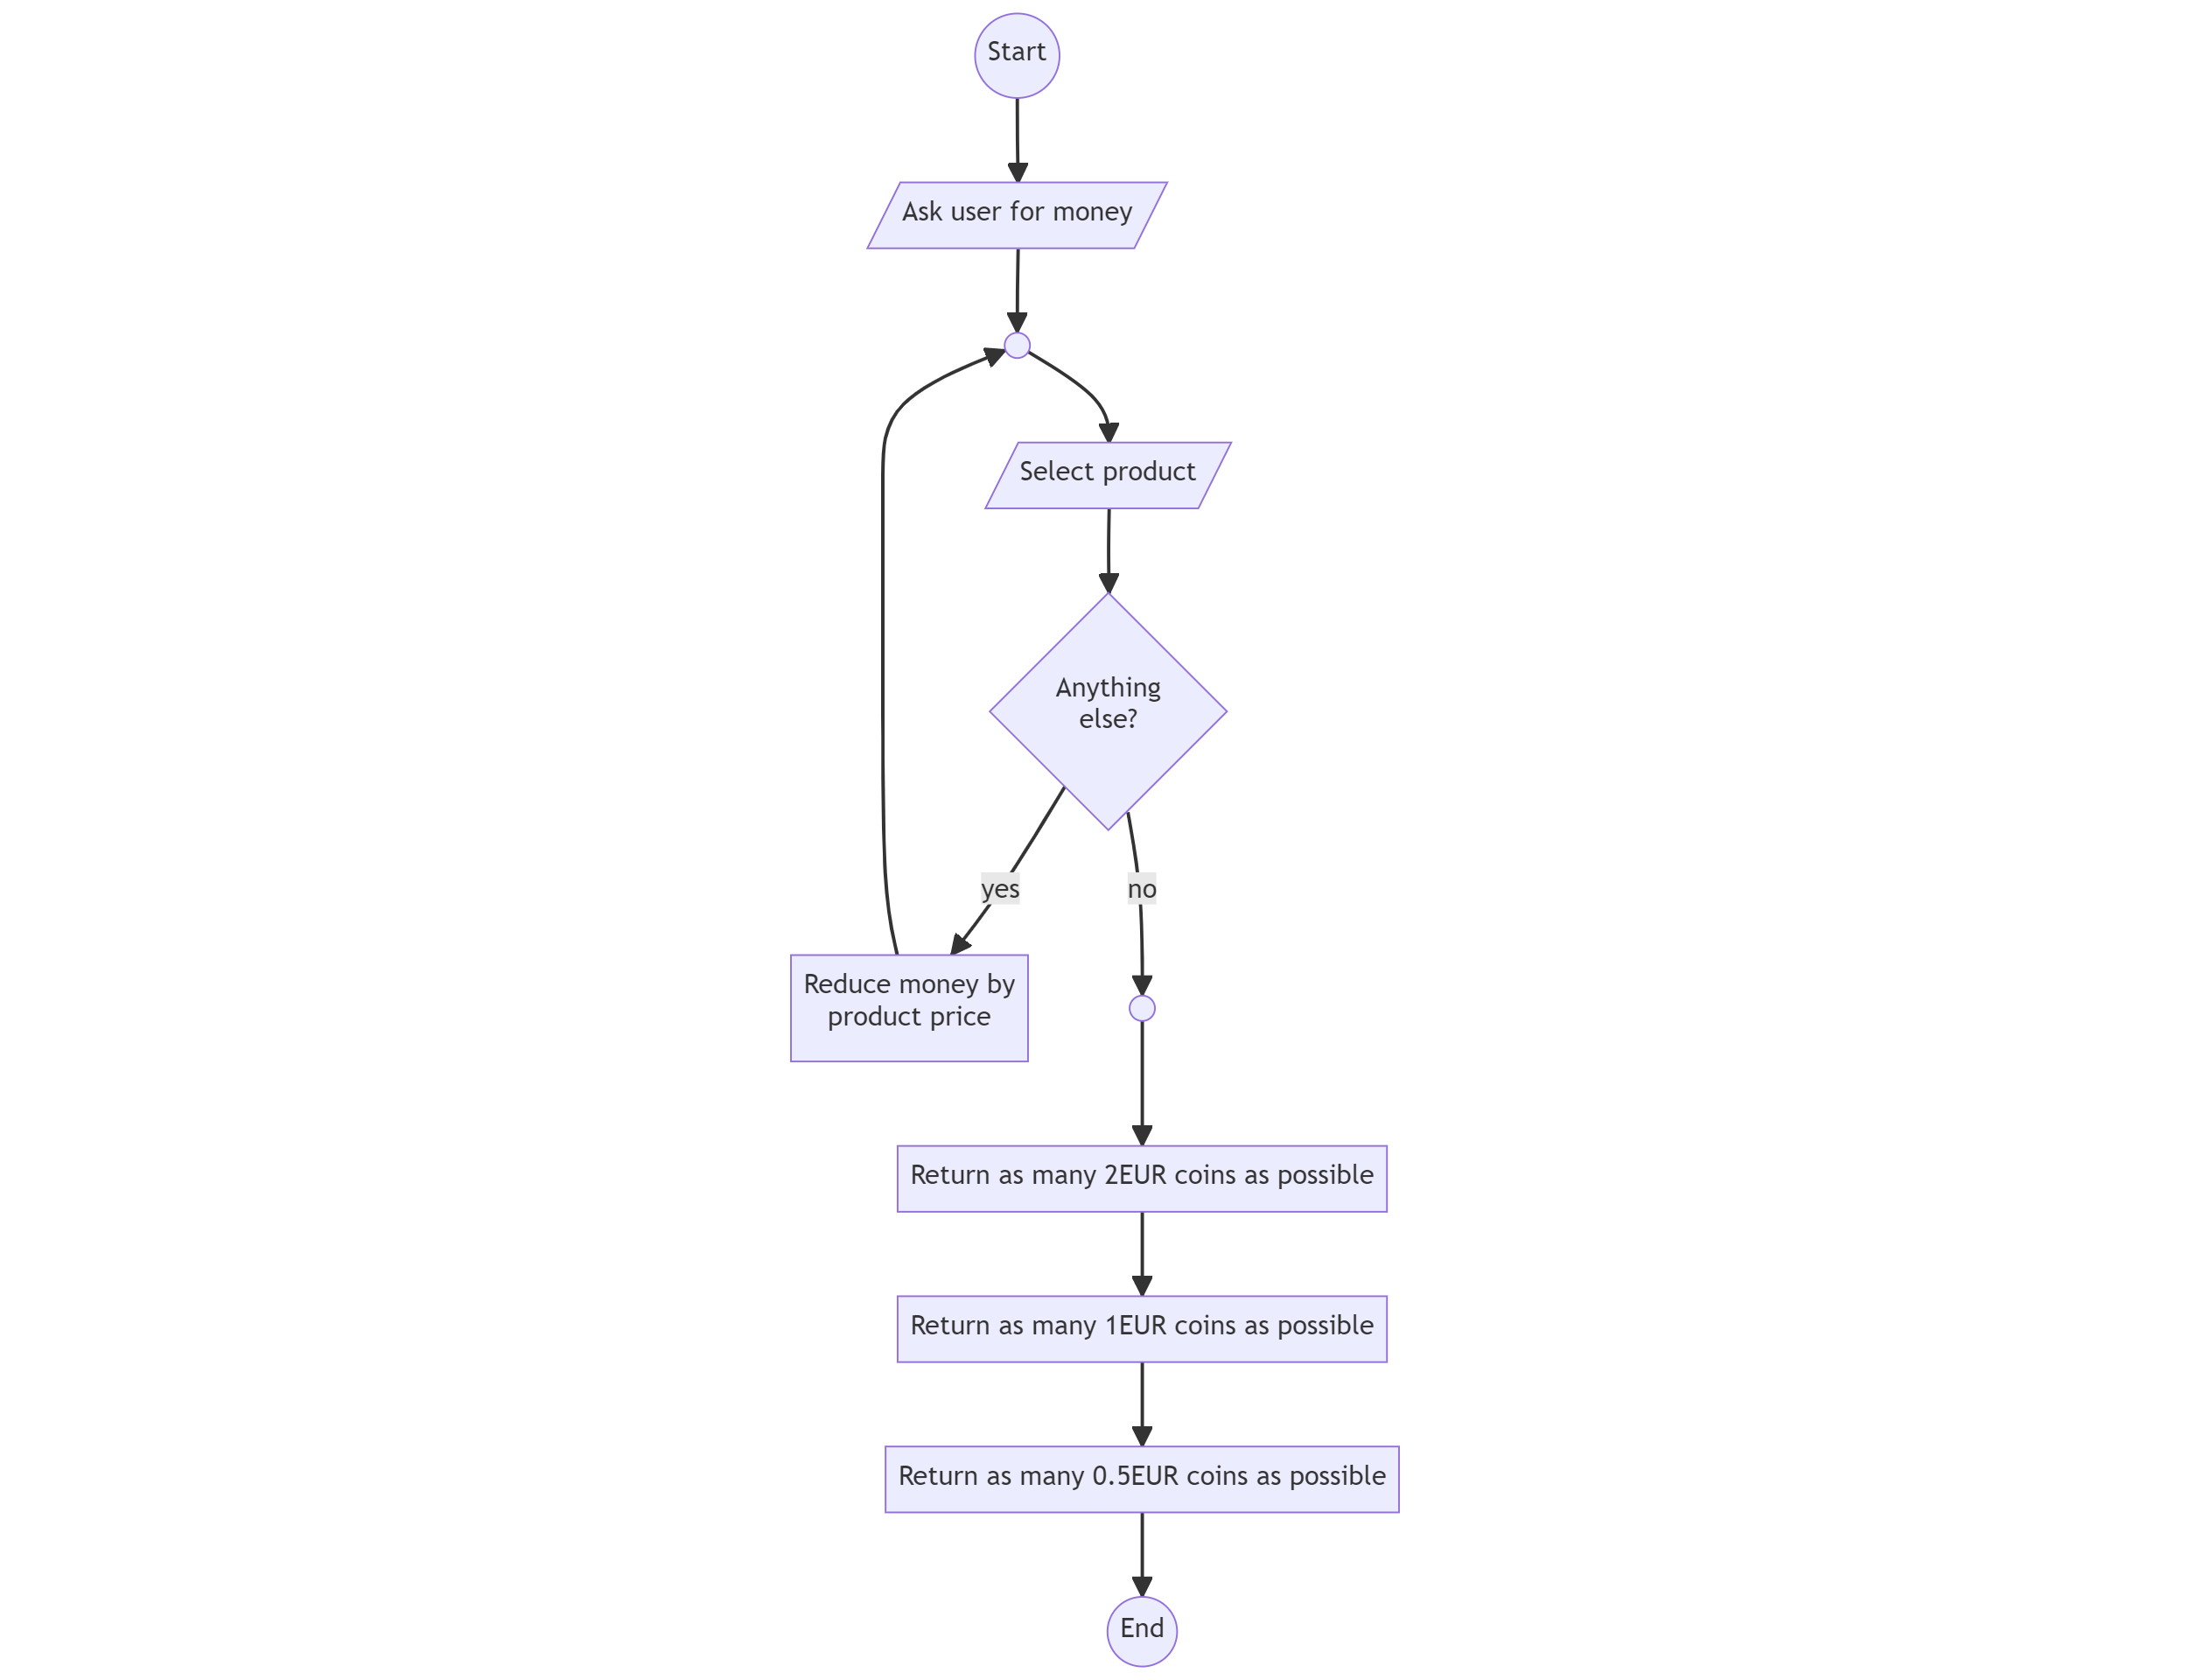 Start
Ask user for money
Select product
Anything
else?
yes
no
Reduce money by
product price
Return as many 2EUR coins as possible
Return as many 1EUR coins as possible
Return as many 0.5EUR coins as possible
End